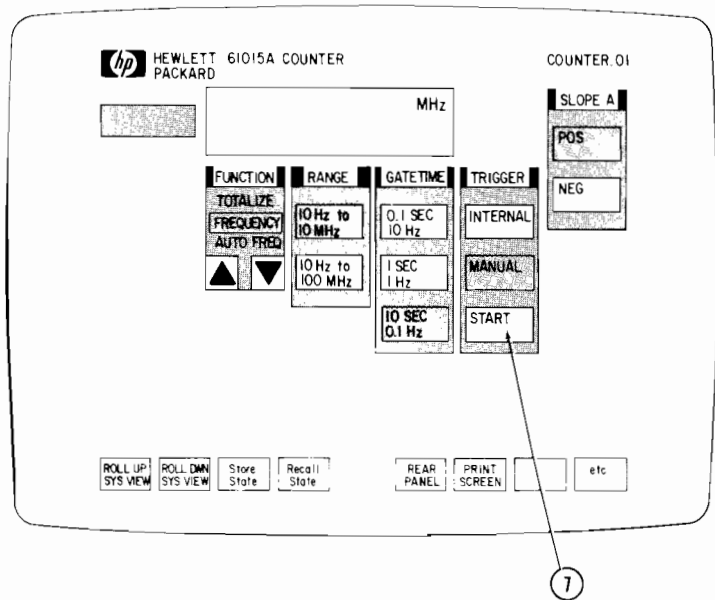 hp HEWLETT 61015A COUNTER
PACKARD
COUNTER.01
MHz
SLOPE A
POS
NEG
FUNCTION
TOTALIZE
FREQUENCY
AUTO FREQ
RANGE
10 Hz to
10 MHz
10 Hz to
100 MHz
GATETIME
0.1 SEC
10 Hz
1 SEC
1 Hz
10 SEC
0.1 Hz
TRIGGER
INTERNAL
MANUAL
START
ROLL UP
SYS VIEW
ROLL DWN
SYS VIEW
Store
State
Recall
State
REAR
PANEL
PRINT
SCREEN
etc
7